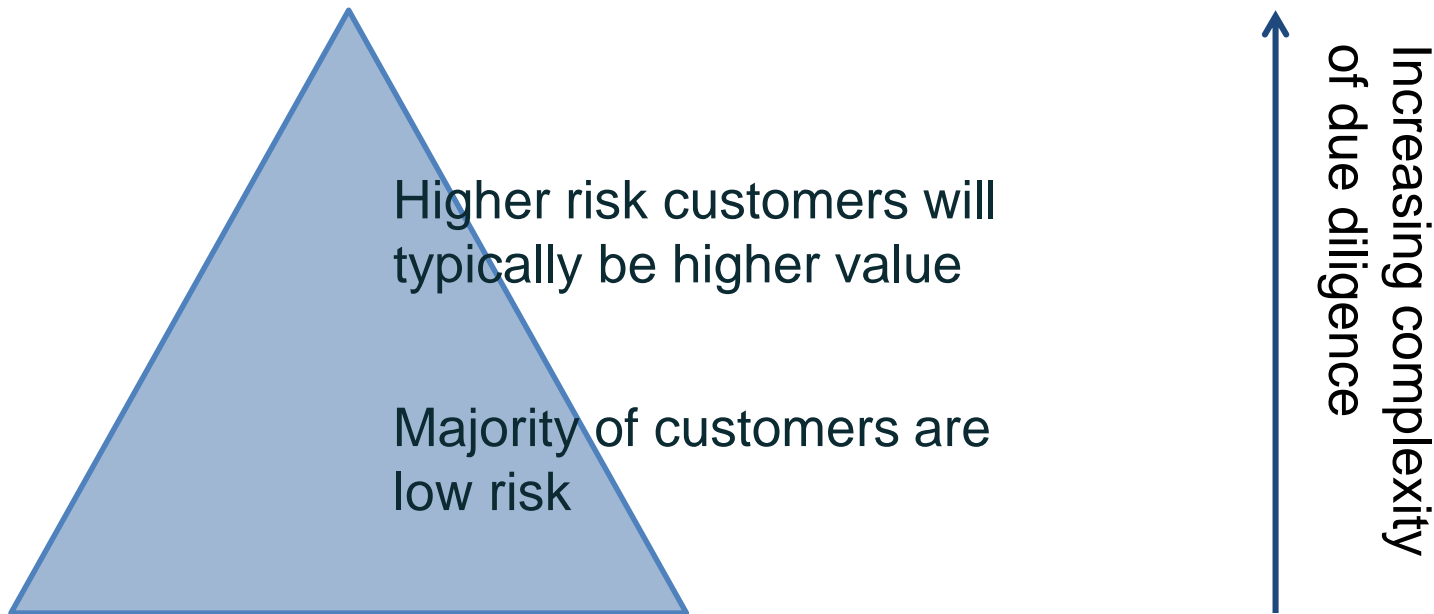 Higher risk customers will
typically be higher value
Majority of customers are
low risk
Increasing complexity
of due diligence